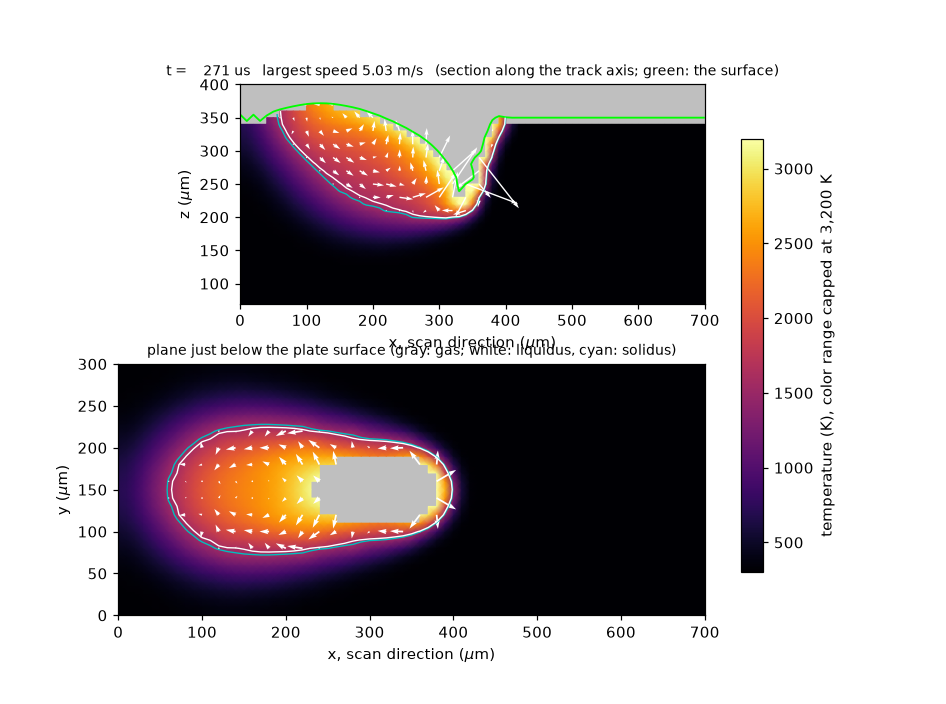 t =    271 us   largest speed 5.03 m/s   (section along the track axis; green: the surface)
400
350
300
250
200
150
100
z (μm)
0 100 200 300 400 500 600 700
x, scan direction (μm)
plane just below the plate surface (gray: gas; white: liquidus, cyan: solidus)
300
250
200
150
100
50
0
y (μm)
0 100 200 300 400 500 600 700
x, scan direction (μm)
3000
2500
2000
1500
1000
500
temperature (K), color range capped at 3,200 K